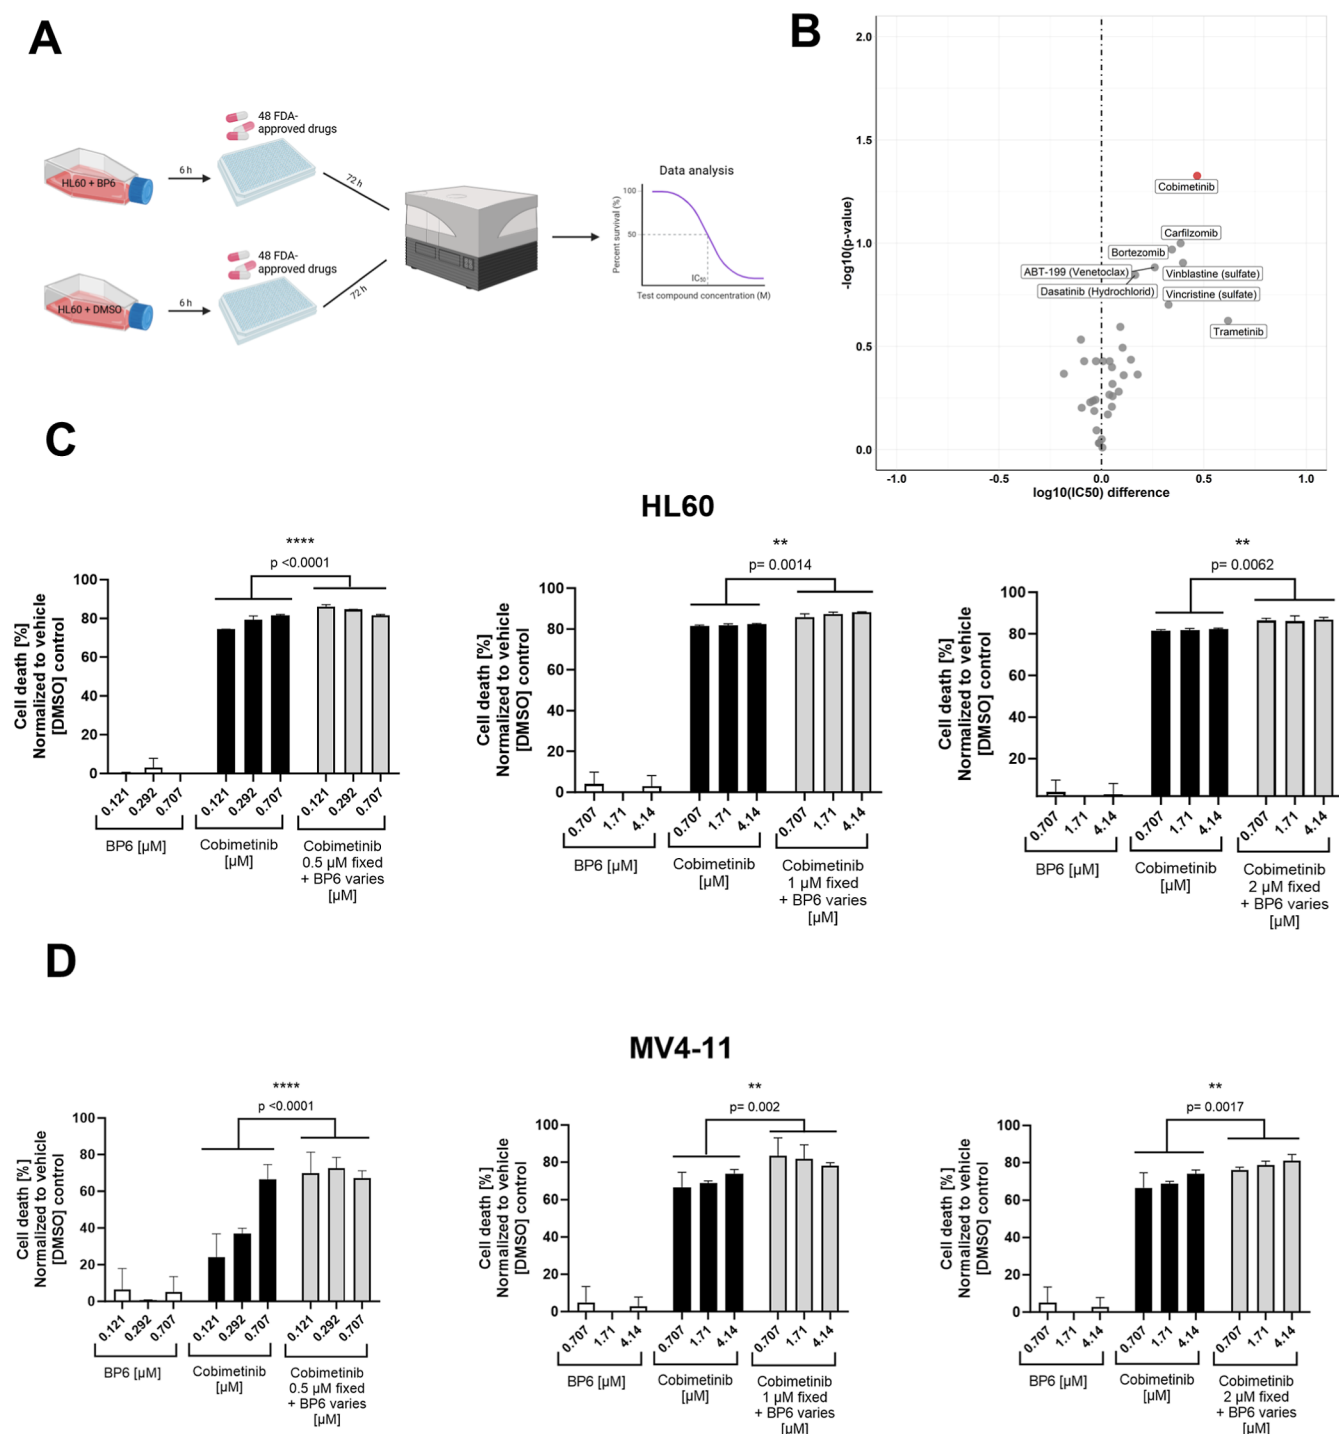 A
48 FDA-
approved drugs
HL60 + BP6
6 h
72 h
48 FDA-
approved drugs
HL60 + DMSO
6 h
72 h
Data analysis
Percent survival (%)
100
50
IC50
Test compound concentration (M)
B
-log10(p-value)
2.0
1.5
1.0
0.5
0.0
Cobimetinib
Carfilzomib
Bortezomib
ABT-199 (Venetoclax)
Vinblastine (sulfate)
Dasatinib (Hydrochlorid)
Vincristine (sulfate)
Trametinib
-1.0 -0.5 0.0 0.5 1.0
log10(IC50) difference
C
HL60
****
p <0.0001
Cell death [%]
Normalized to vehicle
[DMSO] control
100
80
60
40
20
0
0.121 0.292 0.707 0.121 0.292 0.707 0.121 0.292 0.707
BP6 [µM]
Cobimetinib
[µM]
Cobimetinib
0.5 µM fixed
+ BP6 varies
[µM]
**
p= 0.0014
Cell death [%]
Normalized to vehicle
[DMSO] control
100
80
60
40
20
0
0.707 1.71 4.14 0.707 1.71 4.14 0.707 1.71 4.14
BP6 [µM]
Cobimetinib
[µM]
Cobimetinib
1 µM fixed
+ BP6 varies
[µM]
**
p= 0.0062
Cell death [%]
Normalized to vehicle
[DMSO] control
100
80
60
40
20
0.707 1.71 4.14 0.707 1.71 4.14 0.707 1.71 4.14
BP6 [µM]
Cobimetinib
[µM]
Cobimetinib
2 µM fixed
+ BP6 varies
[µM]
D
MV4-11
****
p <0.0001
Cell death [%]
Normalized to vehicle
[DMSO] control
100
80
60
40
20
0
0.121 0.292 0.707 0.121 0.292 0.707 0.121 0.292 0.707
BP6 [µM]
Cobimetinib
[µM]
Cobimetinib
0.5 µM fixed
+ BP6 varies
[µM]
**
p= 0.002
Cell death [%]
Normalized to vehicle
[DMSO] control
100
80
60
40
20
0
0.707 1.71 4.14 0.707 1.71 4.14 0.707 1.71 4.14
BP6 [µM]
Cobimetinib
[µM]
Cobimetinib
1 µM fixed
+ BP6 varies
[µM]
**
p= 0.0017
Cell death [%]
Normalized to vehicle
[DMSO] control
100
80
60
40
20
0
0.707 1.71 4.14 0.707 1.71 4.14 0.707 1.71 4.14
BP6 [µM]
Cobimetinib
[µM]
Cobimetinib
2 µM fixed
+ BP6 varies
[µM]